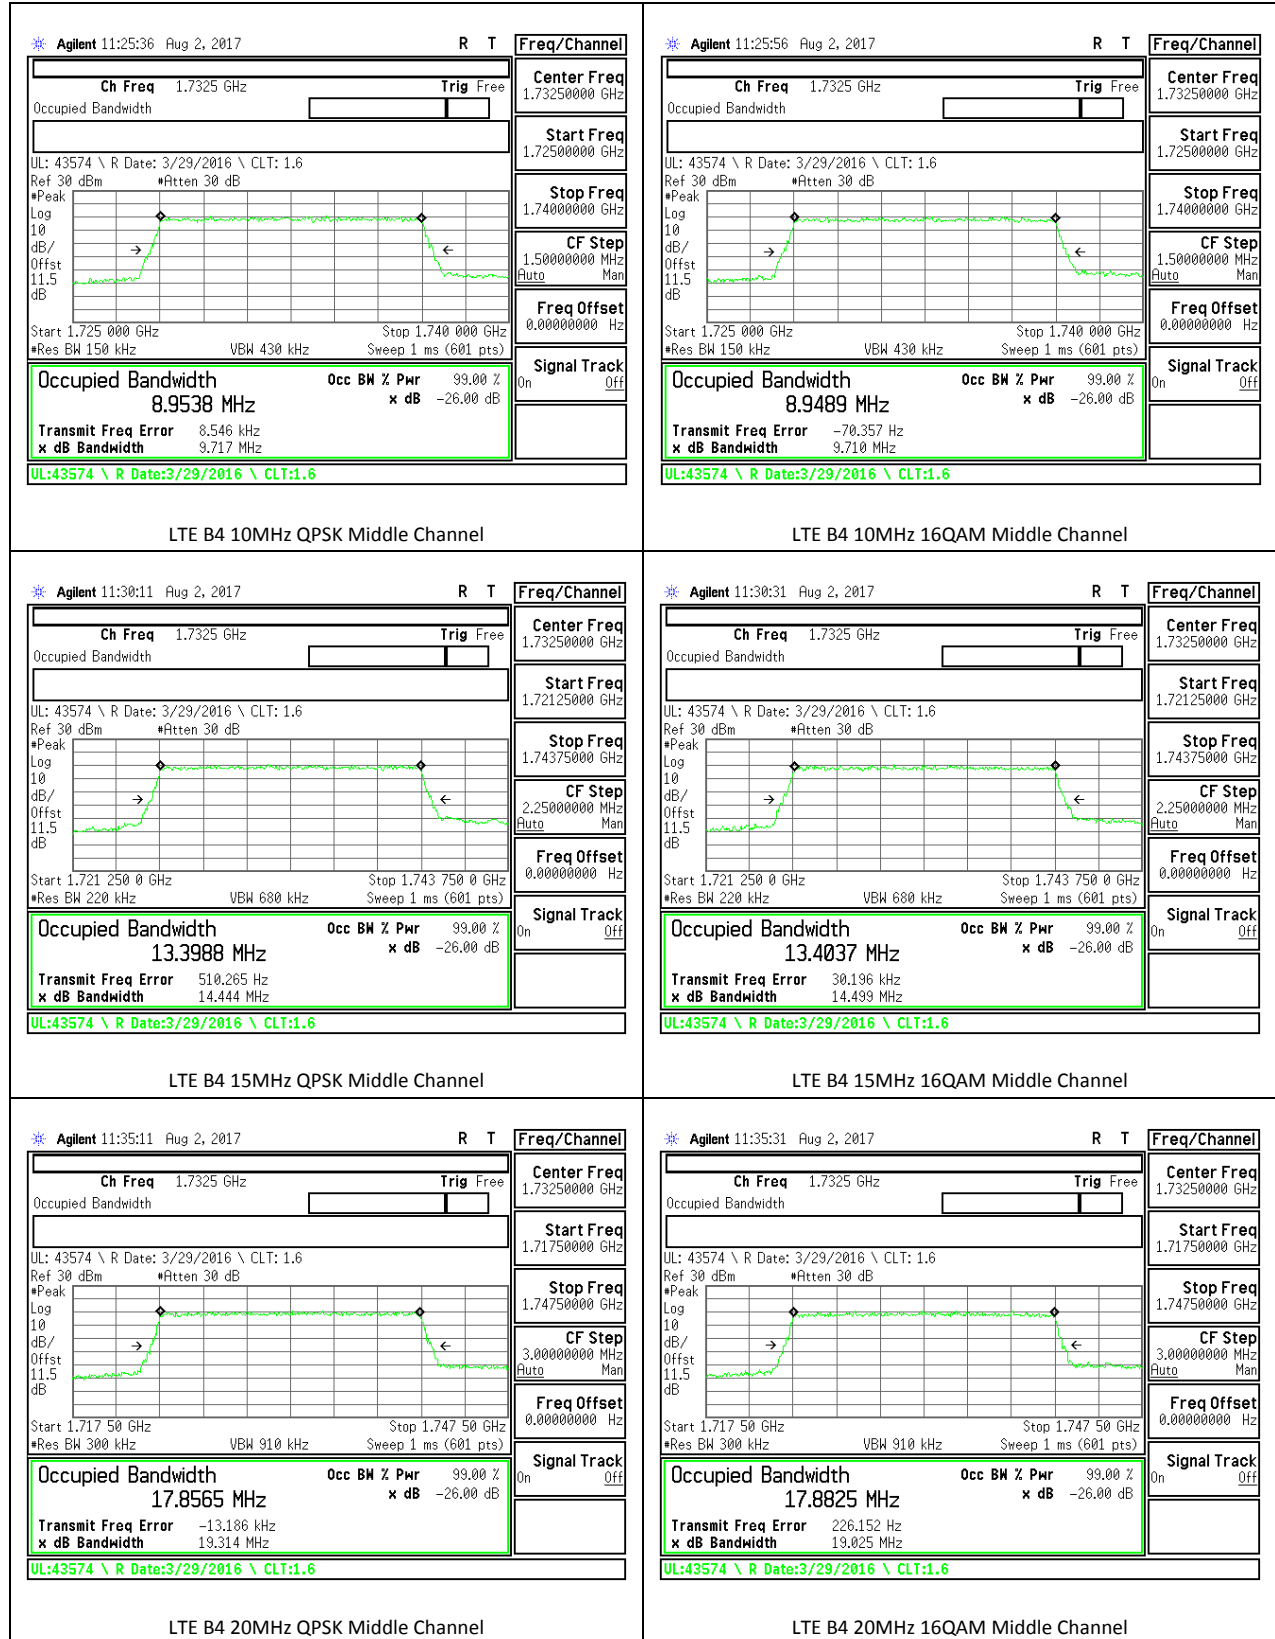 Agilent 11:25:36 Aug 2, 2017 R T Freq/Channel
Ch Freq 1.7325 GHz Trig Free
Occupied Bandwidth
Center Freq
1.73250000 GHz
Start Freq
1.72500000 GHz
UL: 43574 \ R Date: 3/29/2016 \ CLT: 1.6
Ref 30 dBm #Atten 30 dB
#Peak
Log
10
dB/
Offst
11.5
dB
Stop Freq
1.74000000 GHz
CF Step
1.50000000 MHz
Auto Man
Freq Offset
0.00000000 Hz
Start 1.725 000 GHz Stop 1.740 000 GHz
#Res BW 150 kHz VBW 430 kHz Sweep 1 ms (601 pts)
Signal Track
On Off
Occupied Bandwidth Occ BW % Pwr 99.00 %
8.9538 MHz x dB -26.00 dB
Transmit Freq Error 8.546 kHz
x dB Bandwidth 9.717 MHz
UL:43574 \ R Date:3/29/2016 \ CLT:1.6
LTE B4 10MHz QPSK Middle Channel
Agilent 11:25:56 Aug 2, 2017 R T Freq/Channel
Ch Freq 1.7325 GHz Trig Free
Occupied Bandwidth
Center Freq
1.73250000 GHz
Start Freq
1.72500000 GHz
UL: 43574 \ R Date: 3/29/2016 \ CLT: 1.6
Ref 30 dBm #Atten 30 dB
#Peak
Log
10
dB/
Offst
11.5
dB
Stop Freq
1.74000000 GHz
CF Step
1.50000000 MHz
Auto Man
Freq Offset
0.00000000 Hz
Start 1.725 000 GHz Stop 1.740 000 GHz
#Res BW 150 kHz VBW 430 kHz Sweep 1 ms (601 pts)
Signal Track
On Off
Occupied Bandwidth Occ BW % Pwr 99.00 %
8.9489 MHz x dB -26.00 dB
Transmit Freq Error -70.357 Hz
x dB Bandwidth 9.710 MHz
UL:43574 \ R Date:3/29/2016 \ CLT:1.6
LTE B4 10MHz 16QAM Middle Channel
Agilent 11:30:11 Aug 2, 2017 R T Freq/Channel
Ch Freq 1.7325 GHz Trig Free
Occupied Bandwidth
Center Freq
1.73250000 GHz
Start Freq
1.72125000 GHz
UL: 43574 \ R Date: 3/29/2016 \ CLT: 1.6
Ref 30 dBm #Atten 30 dB
#Peak
Log
10
dB/
Offst
11.5
dB
Stop Freq
1.74375000 GHz
CF Step
2.25000000 MHz
Auto Man
Freq Offset
0.00000000 Hz
Start 1.721 250 0 GHz Stop 1.743 750 0 GHz
#Res BW 220 kHz VBW 680 kHz Sweep 1 ms (601 pts)
Signal Track
On Off
Occupied Bandwidth Occ BW % Pwr 99.00 %
13.3988 MHz x dB -26.00 dB
Transmit Freq Error 510.265 Hz
x dB Bandwidth 14.444 MHz
UL:43574 \ R Date:3/29/2016 \ CLT:1.6
LTE B4 15MHz QPSK Middle Channel
Agilent 11:30:31 Aug 2, 2017 R T Freq/Channel
Ch Freq 1.7325 GHz Trig Free
Occupied Bandwidth
Center Freq
1.73250000 GHz
Start Freq
1.72125000 GHz
UL: 43574 \ R Date: 3/29/2016 \ CLT: 1.6
Ref 30 dBm #Atten 30 dB
#Peak
Log
10
dB/
Offst
11.5
dB
Stop Freq
1.74375000 GHz
CF Step
2.25000000 MHz
Auto Man
Freq Offset
0.00000000 Hz
Start 1.721 250 0 GHz Stop 1.743 750 0 GHz
#Res BW 220 kHz VBW 680 kHz Sweep 1 ms (601 pts)
Signal Track
On Off
Occupied Bandwidth Occ BW % Pwr 99.00 %
13.4037 MHz x dB -26.00 dB
Transmit Freq Error 30.196 kHz
x dB Bandwidth 14.499 MHz
UL:43574 \ R Date:3/29/2016 \ CLT:1.6
LTE B4 15MHz 16QAM Middle Channel
Agilent 11:35:11 Aug 2, 2017 R T Freq/Channel
Ch Freq 1.7325 GHz Trig Free
Occupied Bandwidth
Center Freq
1.73250000 GHz
Start Freq
1.71750000 GHz
UL: 43574 \ R Date: 3/29/2016 \ CLT: 1.6
Ref 30 dBm #Atten 30 dB
#Peak
Log
10
dB/
Offst
11.5
dB
Stop Freq
1.74750000 GHz
CF Step
3.00000000 MHz
Auto Man
Freq Offset
0.00000000 Hz
Start 1.717 50 GHz Stop 1.747 50 GHz
#Res BW 300 kHz VBW 910 kHz Sweep 1 ms (601 pts)
Signal Track
On Off
Occupied Bandwidth Occ BW % Pwr 99.00 %
17.8565 MHz x dB -26.00 dB
Transmit Freq Error -13.186 kHz
x dB Bandwidth 19.314 MHz
UL:43574 \ R Date:3/29/2016 \ CLT:1.6
LTE B4 20MHz QPSK Middle Channel
Agilent 11:35:31 Aug 2, 2017 R T Freq/Channel
Ch Freq 1.7325 GHz Trig Free
Occupied Bandwidth
Center Freq
1.73250000 GHz
Start Freq
1.71750000 GHz
UL: 43574 \ R Date: 3/29/2016 \ CLT: 1.6
Ref 30 dBm #Atten 30 dB
#Peak
Log
10
dB/
Offst
11.5
dB
Stop Freq
1.74750000 GHz
CF Step
3.00000000 MHz
Auto Man
Freq Offset
0.00000000 Hz
Start 1.717 50 GHz Stop 1.747 50 GHz
#Res BW 300 kHz VBW 910 kHz Sweep 1 ms (601 pts)
Signal Track
On Off
Occupied Bandwidth Occ BW % Pwr 99.00 %
17.8825 MHz x dB -26.00 dB
Transmit Freq Error 226.152 Hz
x dB Bandwidth 19.025 MHz
UL:43574 \ R Date:3/29/2016 \ CLT:1.6
LTE B4 20MHz 16QAM Middle Channel